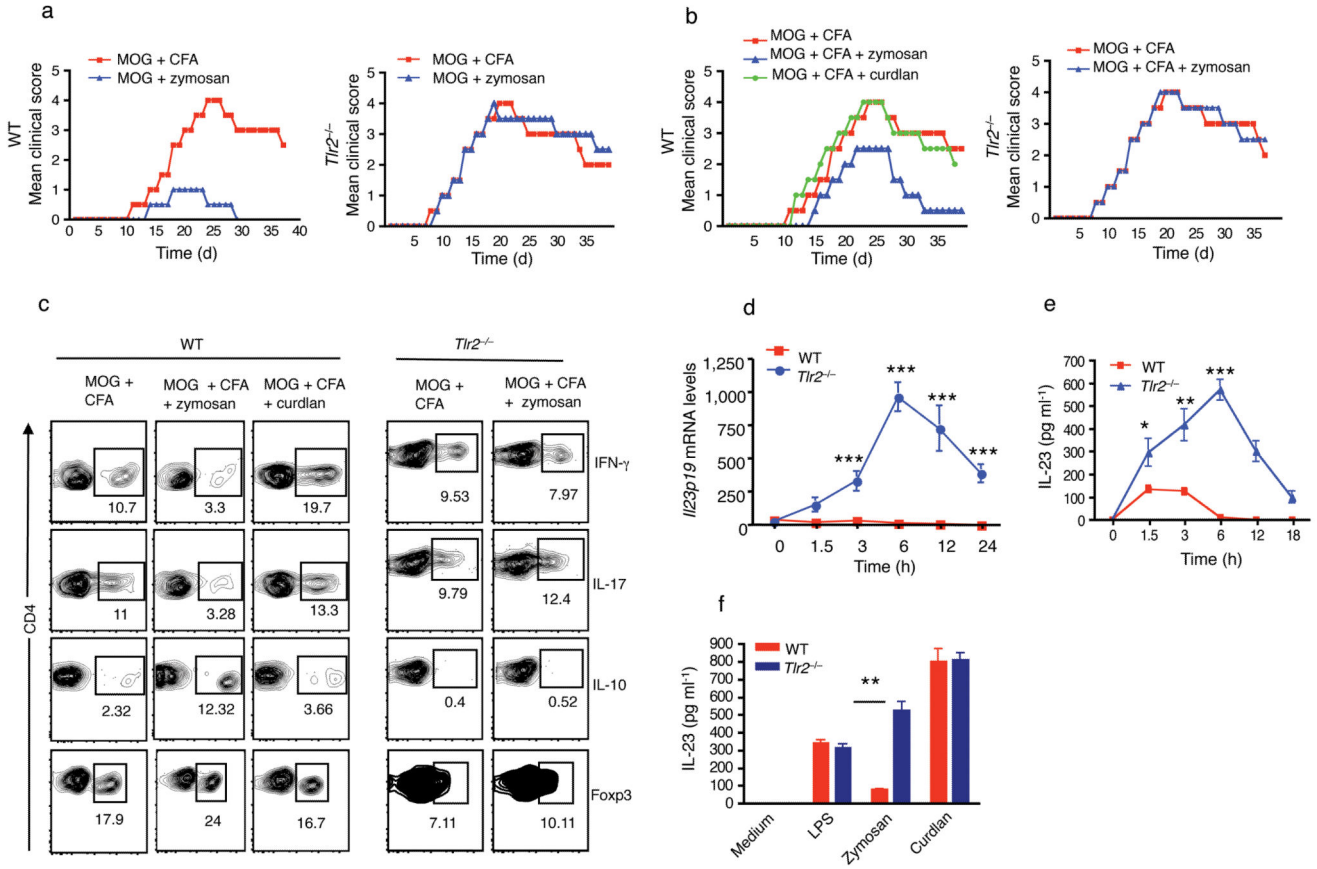 a
MOG + CFA
MOG + zymosan
WT
Mean clinical score
5
4
3
2
1
0
0 5 10 15 20 25 30 35 40
Time (d)
MOG + CFA
MOG + zymosan
Tlr2–/–
Mean clinical score
5
4
3
2
1
0
5 10 15 20 25 30 35
Time (d)
b
MOG + CFA
MOG + CFA + zymosan
MOG + CFA + curdlan
WT
Mean clinical score
5
4
3
2
1
0
5 10 15 20 25 30 35
Time (d)
MOG + CFA
MOG + CFA + zymosan
Tlr2–/–
Mean clinical score
5
4
3
2
1
0
5 10 15 20 25 30 35
Time (d)
c
WT
Tlr2–/–
MOG +
CFA
MOG + CFA
+ zymosan
MOG + CFA
+ curdlan
MOG +
CFA
MOG + CFA
+ zymosan
CD4
10.7 3.3 19.7 9.53 7.97
IFN-γ
11 3.28 13.3 9.79 12.4
IL-17
2.32 12.32 3.66 0.4 0.52
IL-10
17.9 24 16.7 7.11 10.11
Foxp3
d
WT
Tlr2–/–
Il23p19 mRNA levels
1,250
1,000
750
500
250
0
*** *** *** ***
0 1.5 3 6 12 24
Time (h)
e
WT
Tlr2–/–
IL-23 (pg ml–1)
700
600
500
400
300
200
100
0
* ** ***
0 1.5 3 6 12 18
Time (h)
f
WT
Tlr2–/–
IL-23 (pg ml–1)
900
800
700
600
500
400
300
200
100
0
**
Medium LPS Zymosan Curdlan